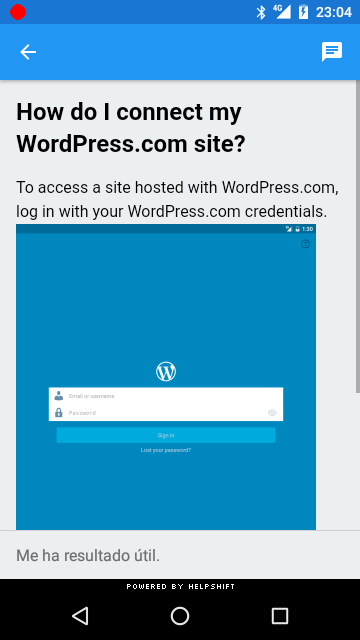 4G 23:04
How do I connect my
WordPress.com site?
To access a site hosted with WordPress.com,
log in with your WordPress.com credentials.
1:30
Email or username
Password
Sign in
Lost your password?
Me ha resultado útil.
POWERED BY HELPSHIFT